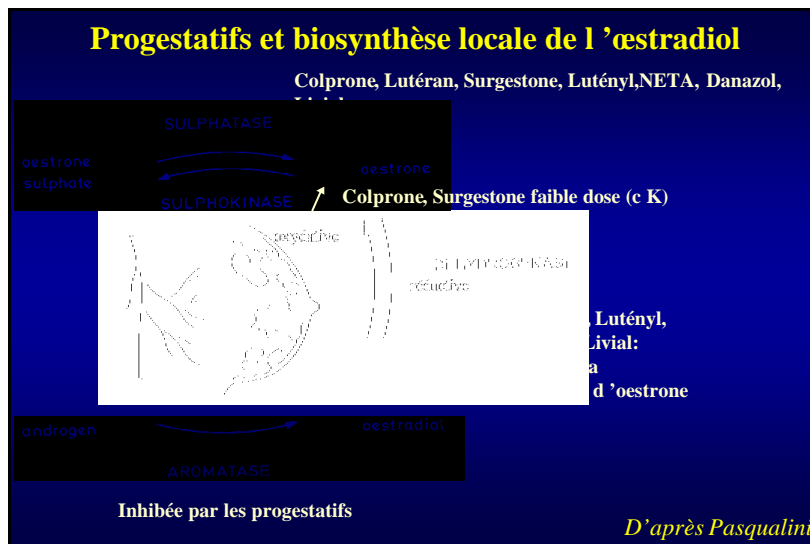 Progestatifs et biosynthèse locale de l ’œstradiol
Colprone, Lutéran, Surgestone, Lutényl,NETA, Danazol,
SULPHATASE
oestrone
sulphate
oestrone
SULPHOKINASE
Colprone, Surgestone faible dose (c K)
oxydative
réductive
, Lutényl,
Livial:
a
d ’oestrone
androgen
oestradial
AROMATASE
Inhibée par les progestatifs
D’après Pasqualini